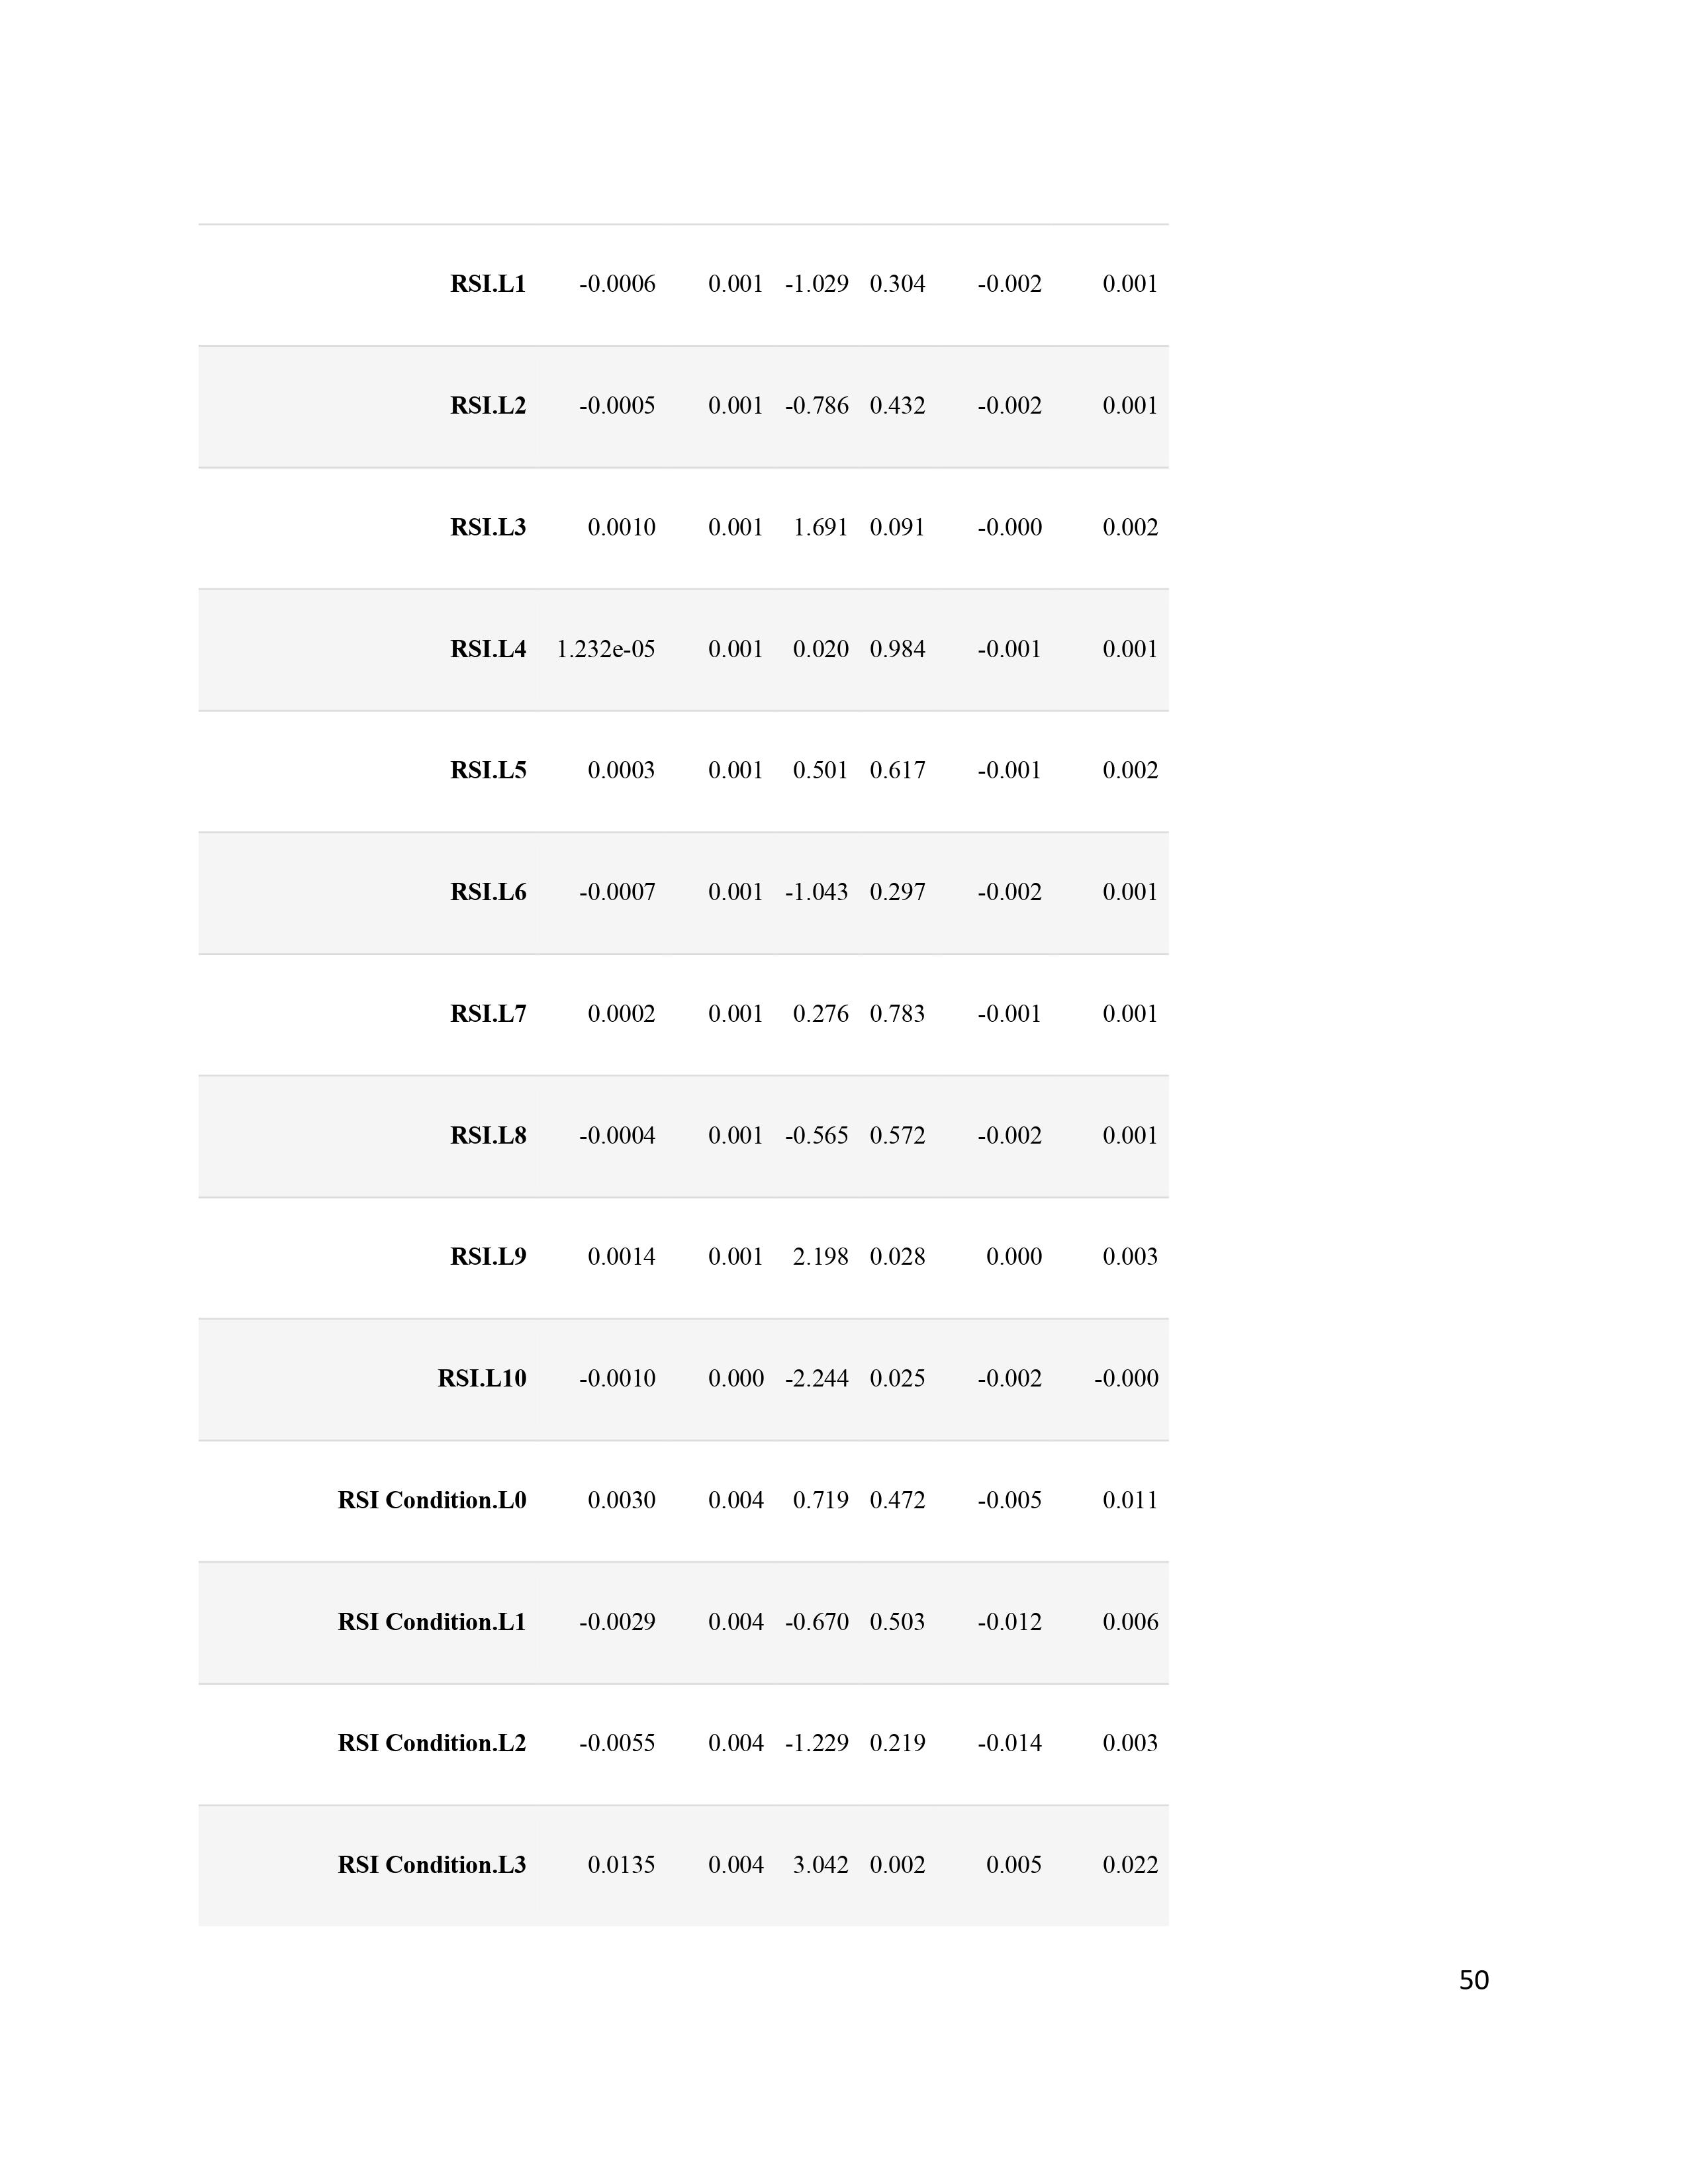 RSI.L1 -0.0006 0.001 -1.029 0.304 -0.002 0.001
RSI.L2 -0.0005 0.001 -0.786 0.432 -0.002 0.001
RSI.L3 0.0010 0.001 1.691 0.091 -0.000 0.002
RSI.L4 1.232e-05 0.001 0.020 0.984 -0.001 0.001
RSI.L5 0.0003 0.001 0.501 0.617 -0.001 0.002
RSI.L6 -0.0007 0.001 -1.043 0.297 -0.002 0.001
RSI.L7 0.0002 0.001 0.276 0.783 -0.001 0.001
RSI.L8 -0.0004 0.001 -0.565 0.572 -0.002 0.001
RSI.L9 0.0014 0.001 2.198 0.028 0.000 0.003
RSI.L10 -0.0010 0.000 -2.244 0.025 -0.002 -0.000
RSI Condition.L0 0.0030 0.004 0.719 0.472 -0.005 0.011
RSI Condition.L1 -0.0029 0.004 -0.670 0.503 -0.012 0.006
RSI Condition.L2 -0.0055 0.004 -1.229 0.219 -0.014 0.003
RSI Condition.L3 0.0135 0.004 3.042 0.002 0.005 0.022
50